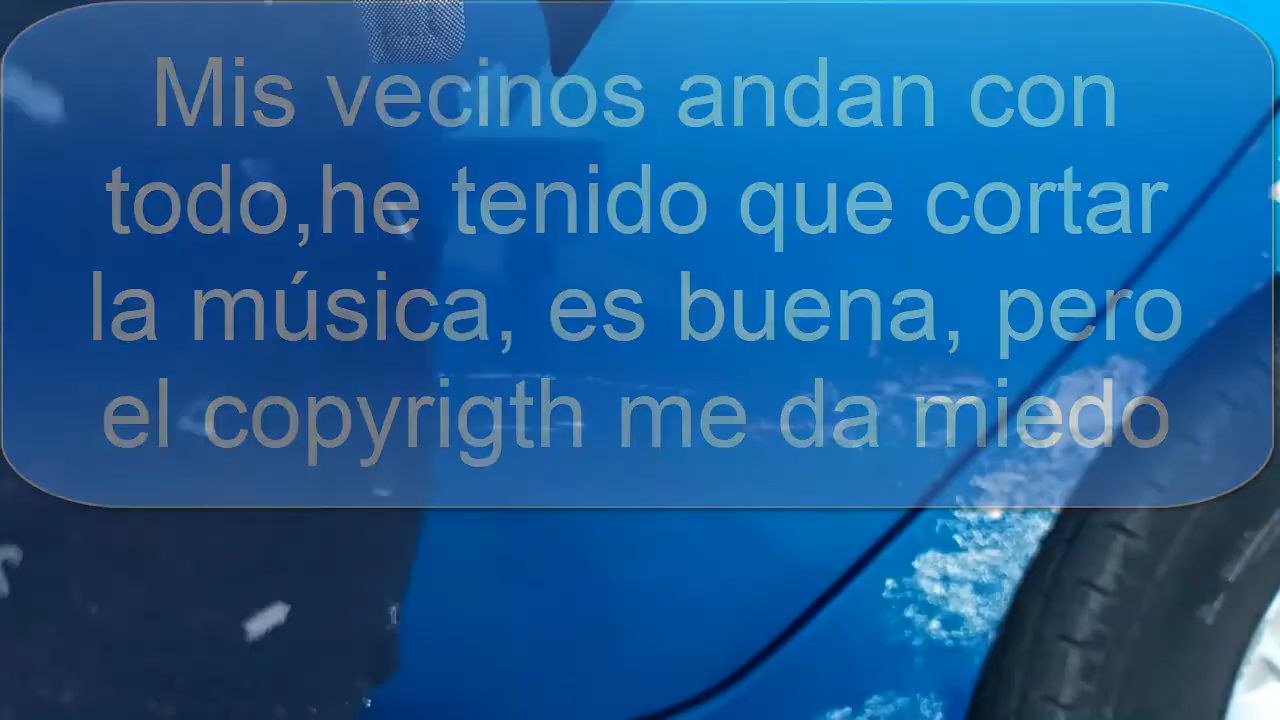 Mis vecinos andan con
todo,he tenido que cortar
la música, es buena, pero
el copyrigth me da miedo